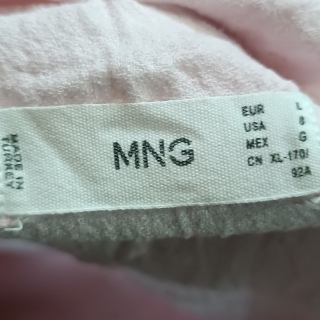 MADE IN
TURKEY
MNG
EUR L
USA 8
MEX G
CN XL-170/
92A